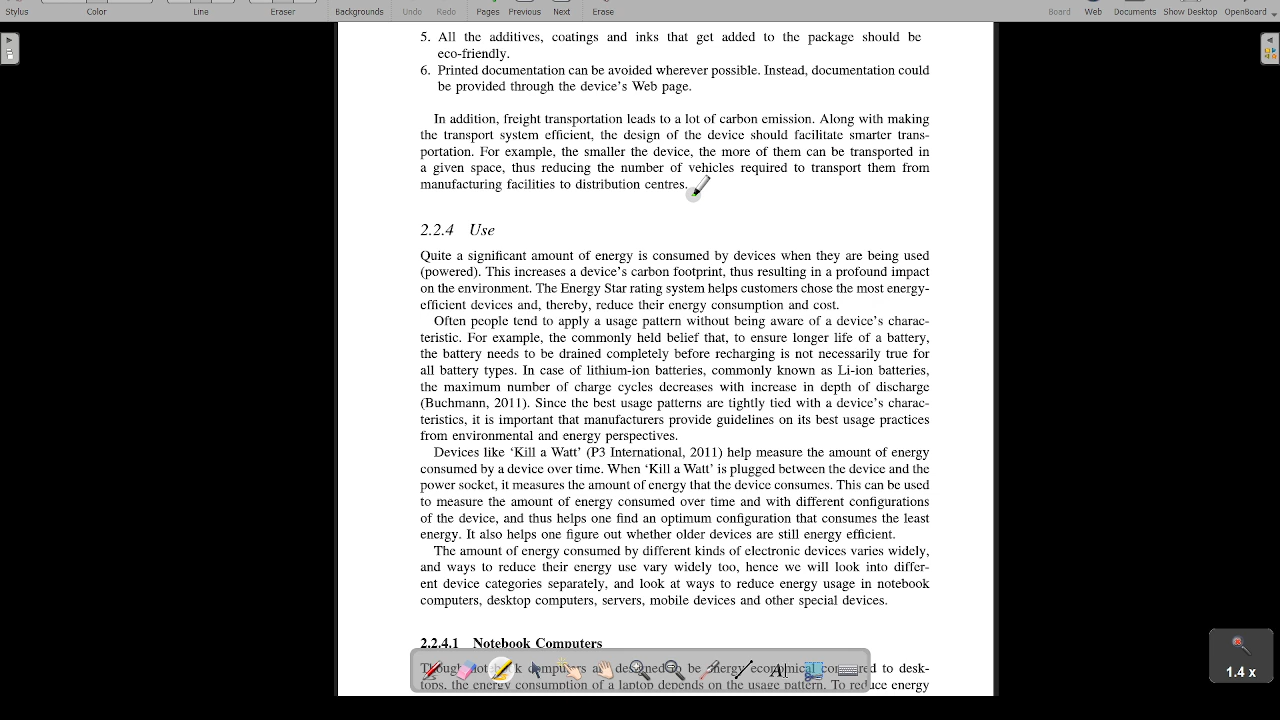 Stylus Color Line Eraser Backgrounds Undo Redo Pages Previous Next Erase Board Web Documents Show Desktop OpenBoard
5. All the additives, coatings and inks that get added to the package should be
eco-friendly.
6. Printed documentation can be avoided wherever possible. Instead, documentation could
be provided through the device's Web page.
In addition, freight transportation leads to a lot of carbon emission. Along with making
the transport system efficient, the design of the device should facilitate smarter trans-
portation. For example, the smaller the device, the more of them can be transported in
a given space, thus reducing the number of vehicles required to transport them from
manufacturing facilities to distribution centres.
2.2.4 Use
Quite a significant amount of energy is consumed by devices when they are being used
(powered). This increases a device's carbon footprint, thus resulting in a profound impact
on the environment. The Energy Star rating system helps customers chose the most energy-
efficient devices and, thereby, reduce their energy consumption and cost.
Often people tend to apply a usage pattern without being aware of a device's charac-
teristic. For example, the commonly held belief that, to ensure longer life of a battery,
the battery needs to be drained completely before recharging is not necessarily true for
all battery types. In case of lithium-ion batteries, commonly known as Li-ion batteries,
the maximum number of charge cycles decreases with increase in depth of discharge
(Buchmann, 2011). Since the best usage patterns are tightly tied with a device's charac-
teristics, it is important that manufacturers provide guidelines on its best usage practices
from environmental and energy perspectives.
Devices like 'Kill a Watt' (P3 International, 2011) help measure the amount of energy
consumed by a device over time. When 'Kill a Watt' is plugged between the device and the
power socket, it measures the amount of energy that the device consumes. This can be used
to measure the amount of energy consumed over time and with different configurations
of the device, and thus helps one find an optimum configuration that consumes the least
energy. It also helps one figure out whether older devices are still energy efficient.
The amount of energy consumed by different kinds of electronic devices varies widely,
and ways to reduce their energy use vary widely too, hence we will look into differ-
ent device categories separately, and look at ways to reduce energy usage in notebook
computers, desktop computers, servers, mobile devices and other special devices.
2.2.4.1 Notebook Computers
Though computers are designed to be energy economical compared to desk-
tops, the energy consumption of a laptop depends on the usage pattern. To reduce energy
1.4 x